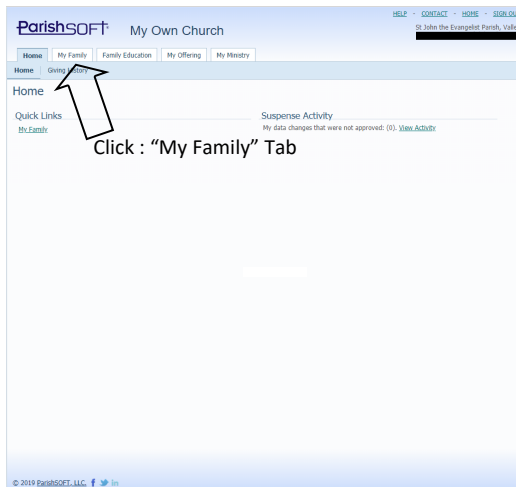 HELP - CONTACT - HOME - SIGN OU
ParishSOFT My Own Church
St John the Evangelist Parish, Valle
Home My Family Family Education My Offering My Ministry
Home Giving History
Home
Quick Links
Suspense Activity
My Family
My data changes that were not approved: (0). View Activity
Click : “My Family” Tab
© 2019 ParishSOFT, LLC. f in